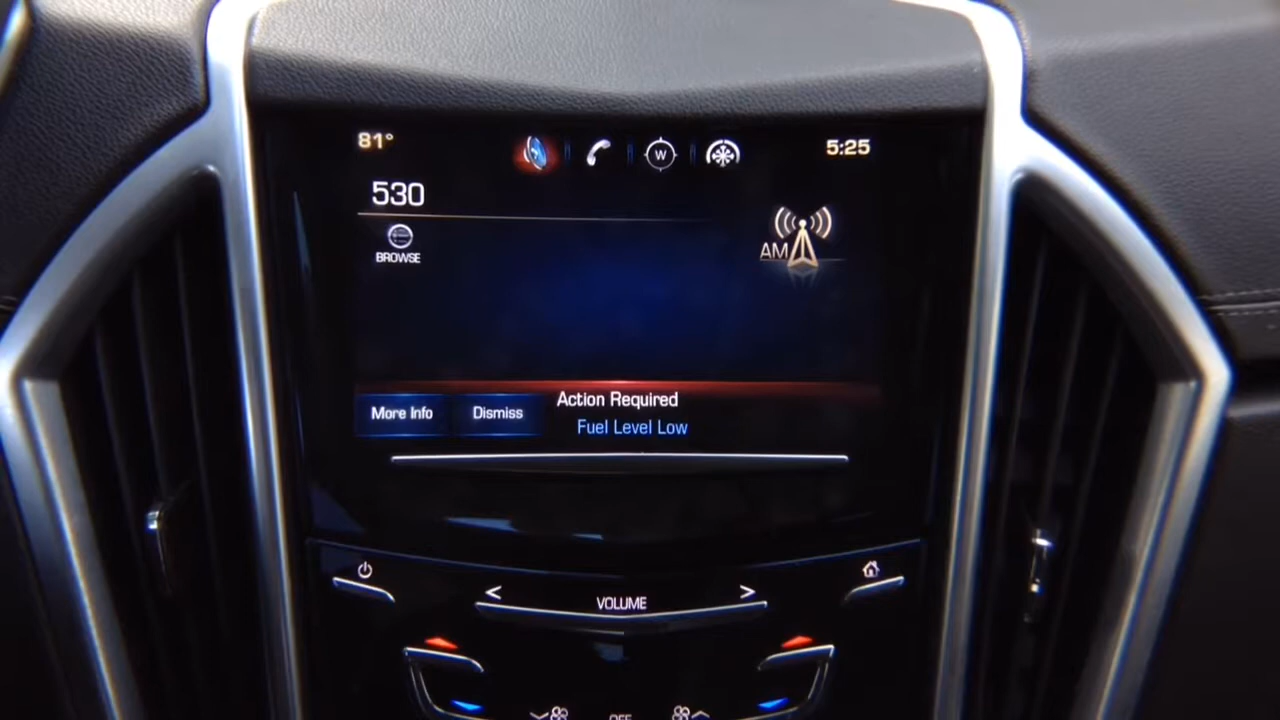 81° W 5:25
530
BROWSE
AM
Action Required
More Info Dismiss
Fuel Level Low
< >
VOLUME
OFF